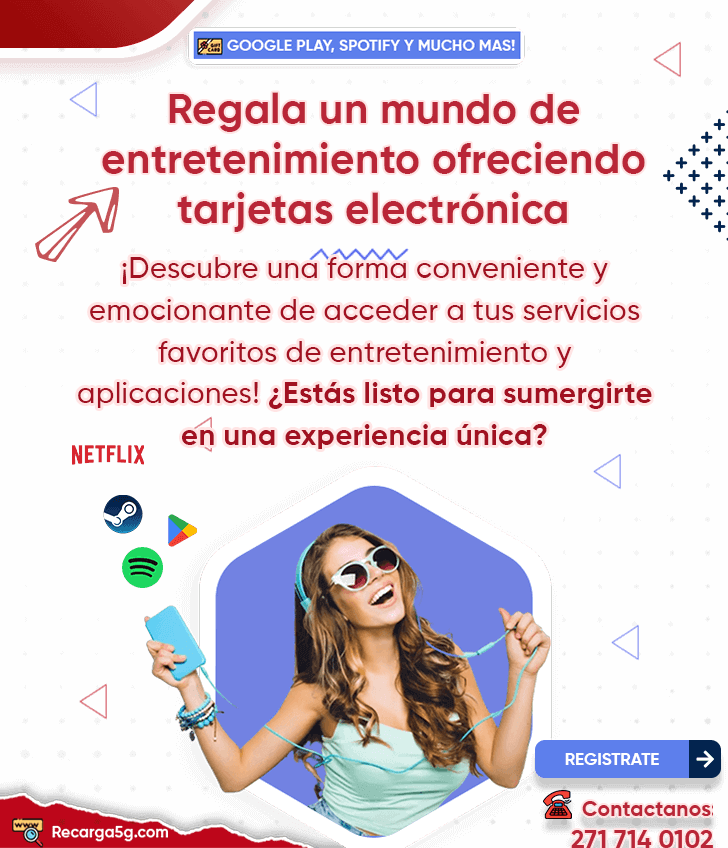 GIFT CARD
GOOGLE PLAY, SPOTIFY Y MUCHO MAS!
Regala un mundo de
entretenimiento ofreciendo
tarjetas electrónica
¡Descubre una forma conveniente y
emocionante de acceder a tus servicios
favoritos de entretenimiento y
aplicaciones! ¿Estás listo para sumergirte
en una experiencia única?
NETFLIX
REGISTRATE
Contactanos:
271 714 0102
WWW
Recarga5g.com